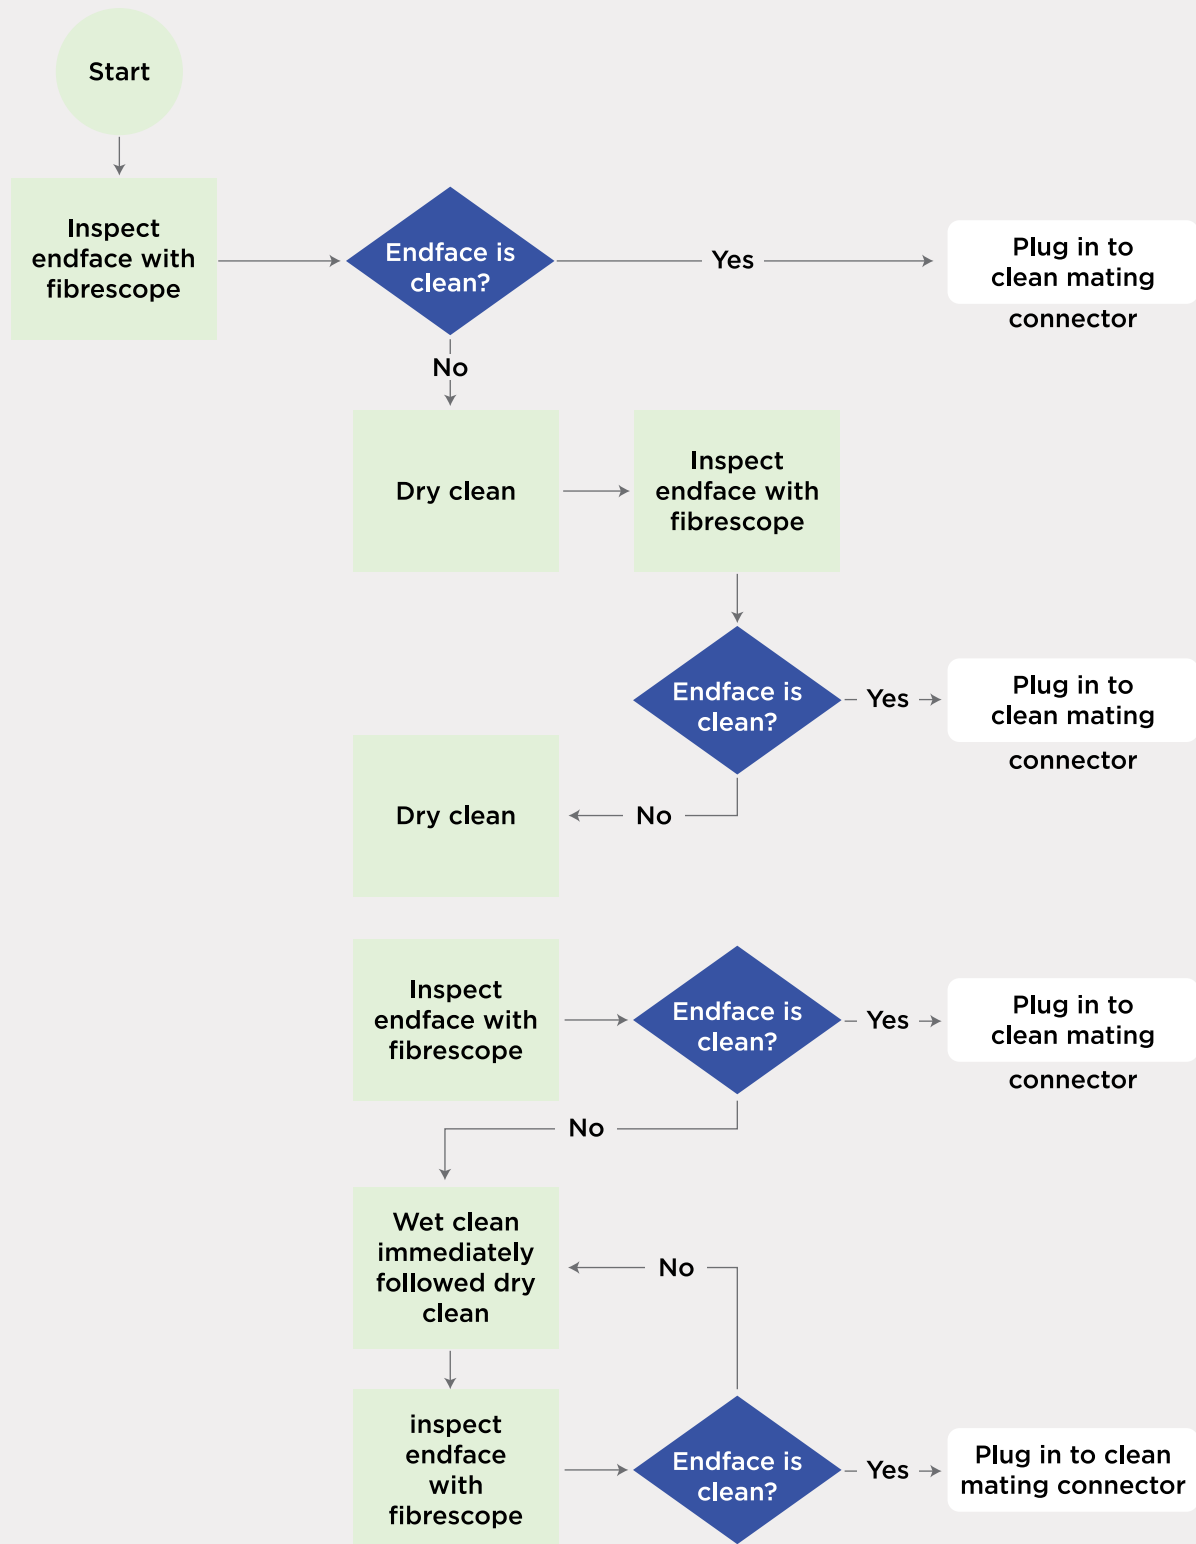 Start
Inspect
endface with
fibrescope
Endface is
clean?
Yes
Plug in to
clean mating
connector
No
Dry clean
Inspect
endface with
fibrescope
Endface is
clean?
Yes
Plug in to
clean mating
connector
No
Dry clean
Inspect
endface with
fibrescope
Endface is
clean?
Yes
Plug in to
clean mating
connector
No
Wet clean
immediately
followed dry
clean
No
inspect
endface
with
fibrescope
Endface is
clean?
Yes
Plug in to clean
mating connector